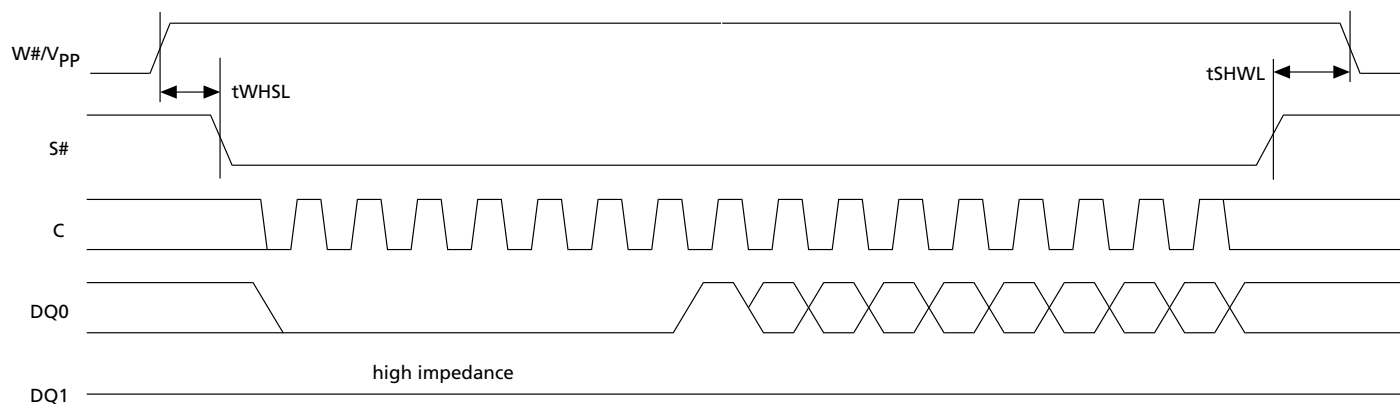 W#/VPP
tSHWL
tWHSL
S#
C
DQ0
high impedance
DQ1